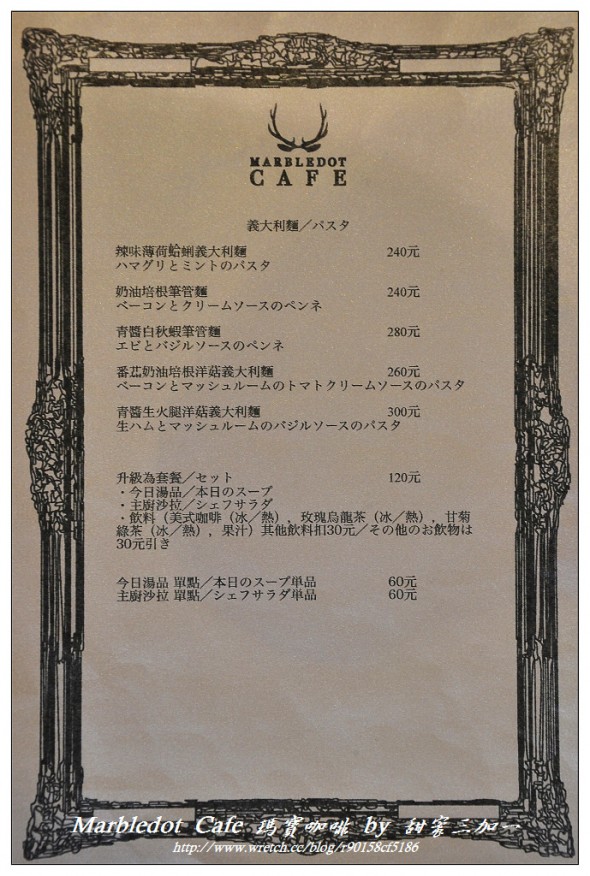 MARBLEDOT
CAFE
義大利麵／パスタ
辣味薄荷蛤蜊義大利麵 240元
ハマグリとミントのパスタ
奶油培根筆管麵 240元
ベーコンとクリームソースのペンネ
青醬白秋蝦筆管麵 280元
エビとバジルソースのペンネ
番茄奶油培根洋菇義大利麵 260元
ベーコンとマッシュルームのトマトクリームソースのパスタ
青醬生火腿洋菇義大利麵 300元
生ハムとマッシュルームのバジルソースのパスタ
升級為套餐／セット 120元
・今日湯品／本日のスープ
・主廚沙拉／シェフサラダ
・飲料（美式咖啡（冰／熱），玫瑰烏龍茶（冰／熱），甘菊
綠茶（冰／熱），果汁）其他飲料扣30元／その他のお飲物は
30元引き
今日湯品 單點／本日のスープ単品 60元
主廚沙拉 單點／シェフサラダ単品 60元
Marbledot Cafe 瑪寶咖啡 by 甜蜜三加一
http://www.wretch.cc/blog/r90158cf5186